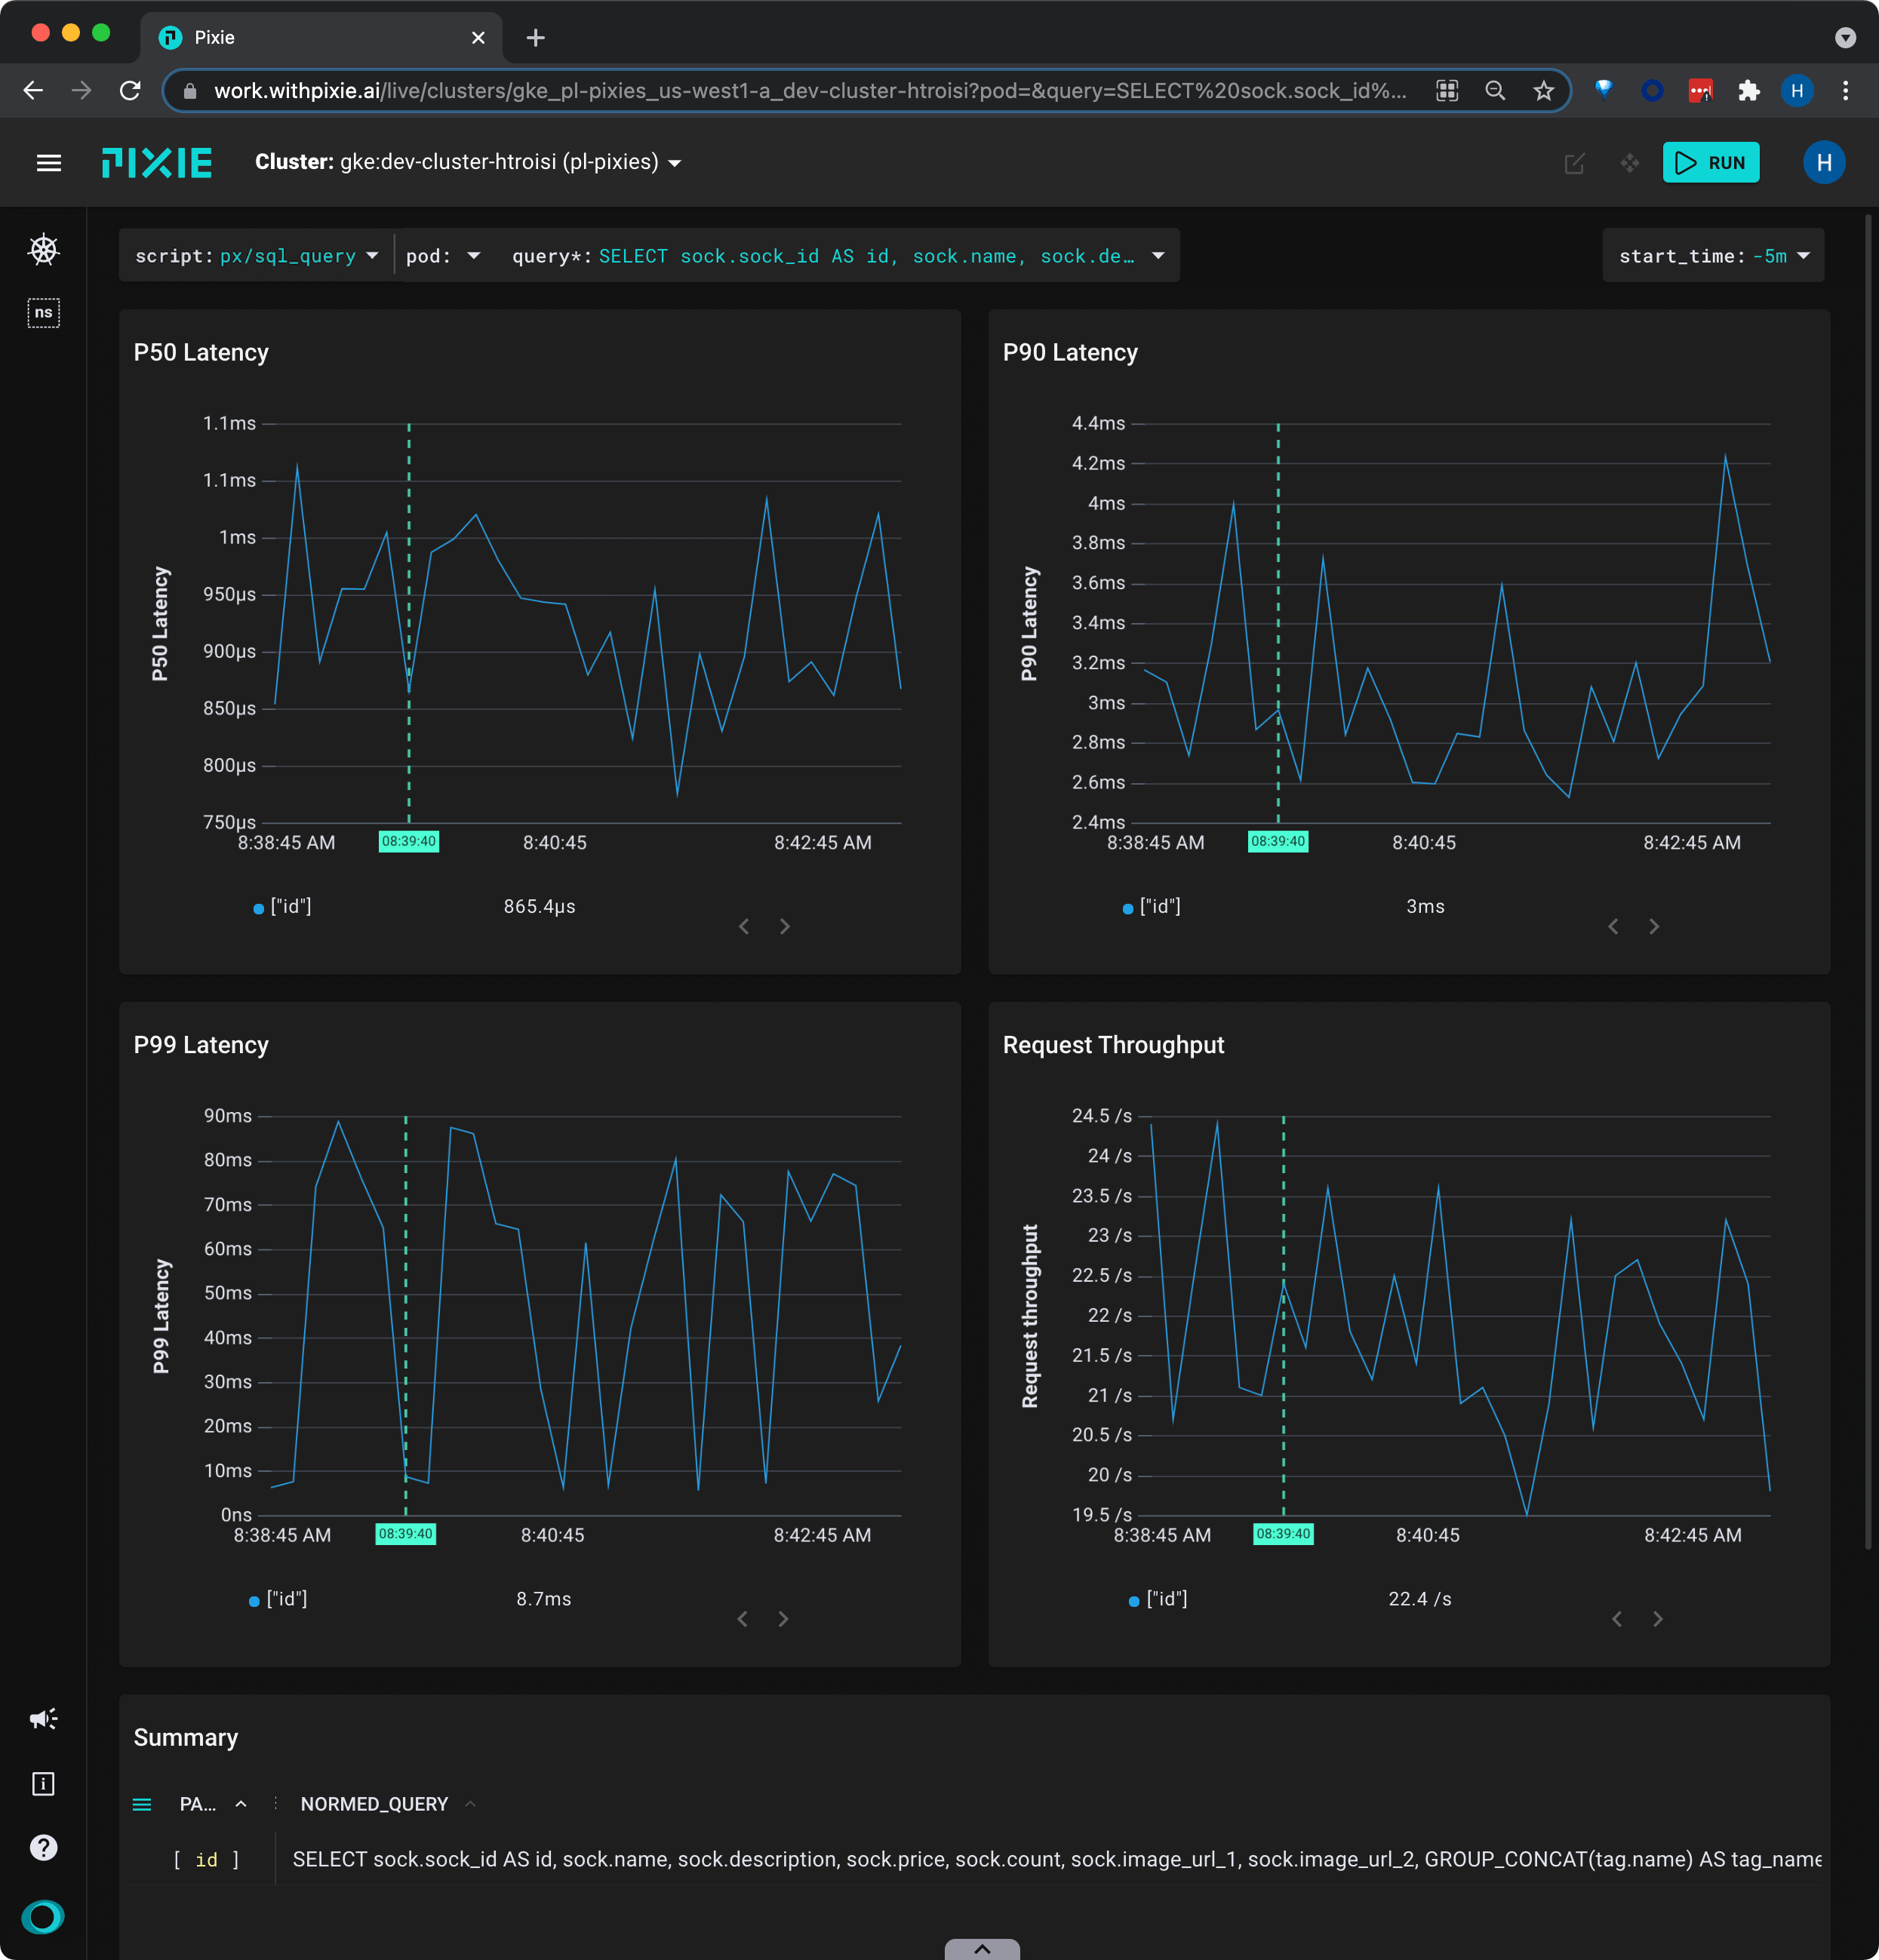 Pixie
work.withpixie.ai/live/clusters/gke_pl-pixies_us-west1-a_dev-cluster-htroisi?pod=&query=SELECT%20sock.sock_id%...
H
PIXIE
Cluster: gke:dev-cluster-htroisi (pl-pixies)
RUN
H
script: px/sql_query
pod:
query*: SELECT sock.sock_id AS id, sock.name, sock.de…
start_time: -5m
ns
P50 Latency
1.1ms
1.1ms
1ms
950µs
900µs
850µs
800µs
750µs
P50 Latency
8:38:45 AM
08:39:40
8:40:45
8:42:45 AM
["id"]
865.4µs
P90 Latency
4.4ms
4.2ms
4ms
3.8ms
3.6ms
3.4ms
3.2ms
3ms
2.8ms
2.6ms
2.4ms
P90 Latency
8:38:45 AM
08:39:40
8:40:45
8:42:45 AM
["id"]
3ms
P99 Latency
90ms
80ms
70ms
60ms
50ms
40ms
30ms
20ms
10ms
0ns
P99 Latency
8:38:45 AM
08:39:40
8:40:45
8:42:45 AM
["id"]
8.7ms
Request Throughput
24.5 /s
24 /s
23.5 /s
23 /s
22.5 /s
22 /s
21.5 /s
21 /s
20.5 /s
20 /s
19.5 /s
Request throughput
8:38:45 AM
08:39:40
8:40:45
8:42:45 AM
["id"]
22.4 /s
Summary
PA...
NORMED_QUERY
[ id ]
SELECT sock.sock_id AS id, sock.name, sock.description, sock.price, sock.count, sock.image_url_1, sock.image_url_2, GROUP_CONCAT(tag.name) AS tag_name